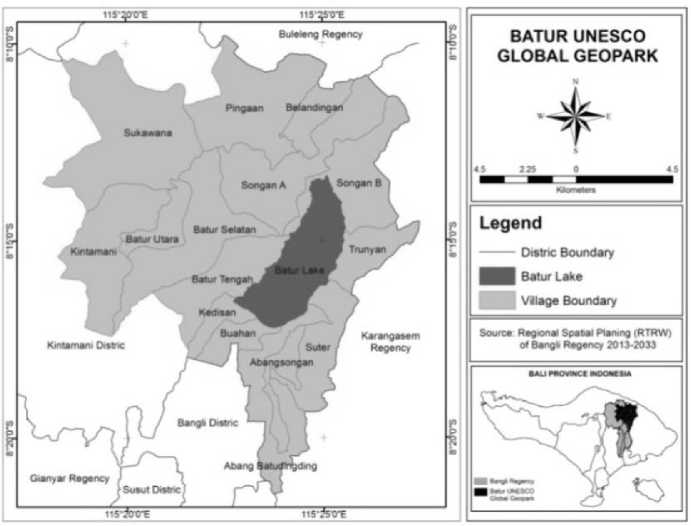 115°20'0"E
115°25'0"E
8°10'0"S
8°10'0"S
Buleleng Regency
Pingaan
Belandingan
Sukawana
Songan A
Songan B
Batur Selatan
Batur Utara
Kintamani
Trunyan
8°15'0"S
8°15'0"S
Batur Lake
Batur Tengah
Kedisan
Buahan
Suter
Abangsongan
Karangasem
Regency
Kintamani Distric
Bangli Distric
8°20'0"S
8°20'0"S
Abang Batudingding
Gianyar Regency
Susut Distric
115°20'0"E
115°25'0"E
BATUR UNESCO
GLOBAL GEOPARK
N
W
E
S
4.5
2.25
0
4.5
Kilometers
Legend
Distric Boundary
Batur Lake
Village Boundary
Source: Regional Spatial Planing (RTRW)
of Bangli Regency 2013-2033
BALI PROVINCE INDONESIA
Bangli Regency
Batur UNESCO
Global Geopark